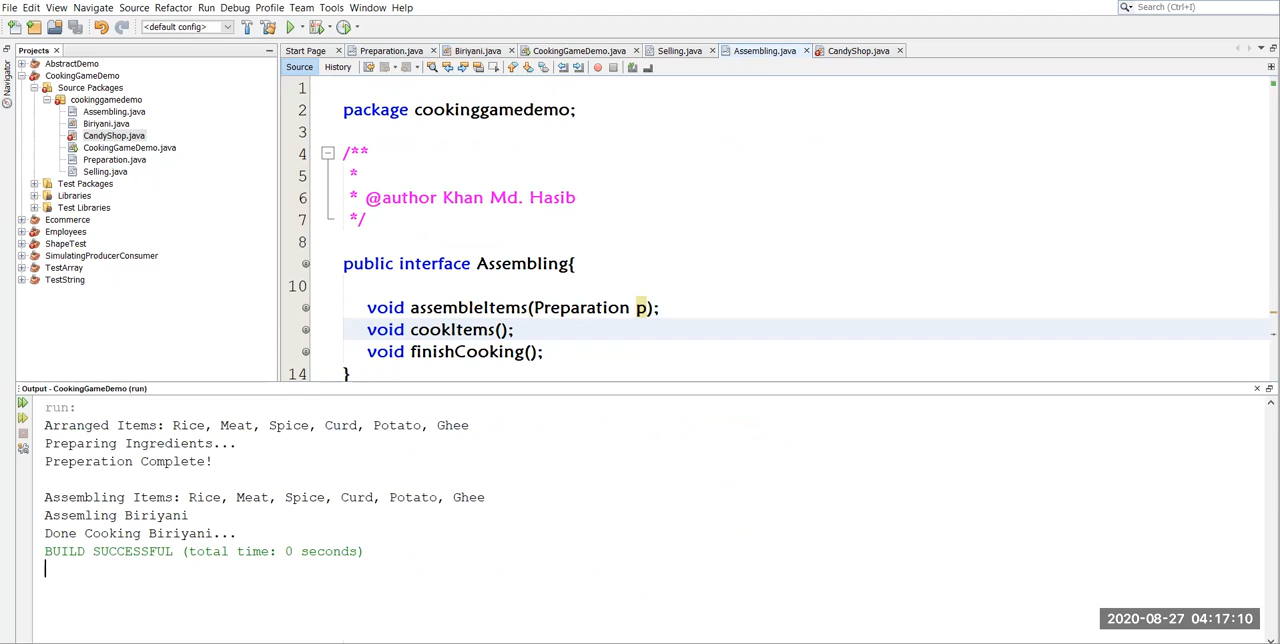 File Edit View Navigate Source Refactor Run Debug Profile Team Tools Window Help
Search (Ctrl+I)
<default config>
Projects
Start Page Preparation.java Biriyani.java CookingGameDemo.java Selling.java Assembling.java CandyShop.java
Navigator
Source History
AbstractDemo
CookingGameDemo
Source Packages
cookinggamedemo
Assembling.java
Biriyani.java
CandyShop.java
CookingGameDemo.java
Preparation.java
Selling.java
Test Packages
Libraries
Test Libraries
Ecommerce
Employees
ShapeTest
SimulatingProducerConsumer
TestArray
TestString
1
2 package cookinggamedemo;
3
4 /**
5 *
6 * @author Khan Md. Hasib
7 */
8
public interface Assembling{
10
void assembleItems(Preparation p);
void cookItems();
void finishCooking();
14 }
Output - CookingGameDemo (run)
run:
Arranged Items: Rice, Meat, Spice, Curd, Potato, Ghee
Preparing Ingredients...
Preperation Complete!
Assembling Items: Rice, Meat, Spice, Curd, Potato, Ghee
Assemling Biriyani
Done Cooking Biriyani...
BUILD SUCCESSFUL (total time: 0 seconds)
2020-08-27 04:17:10